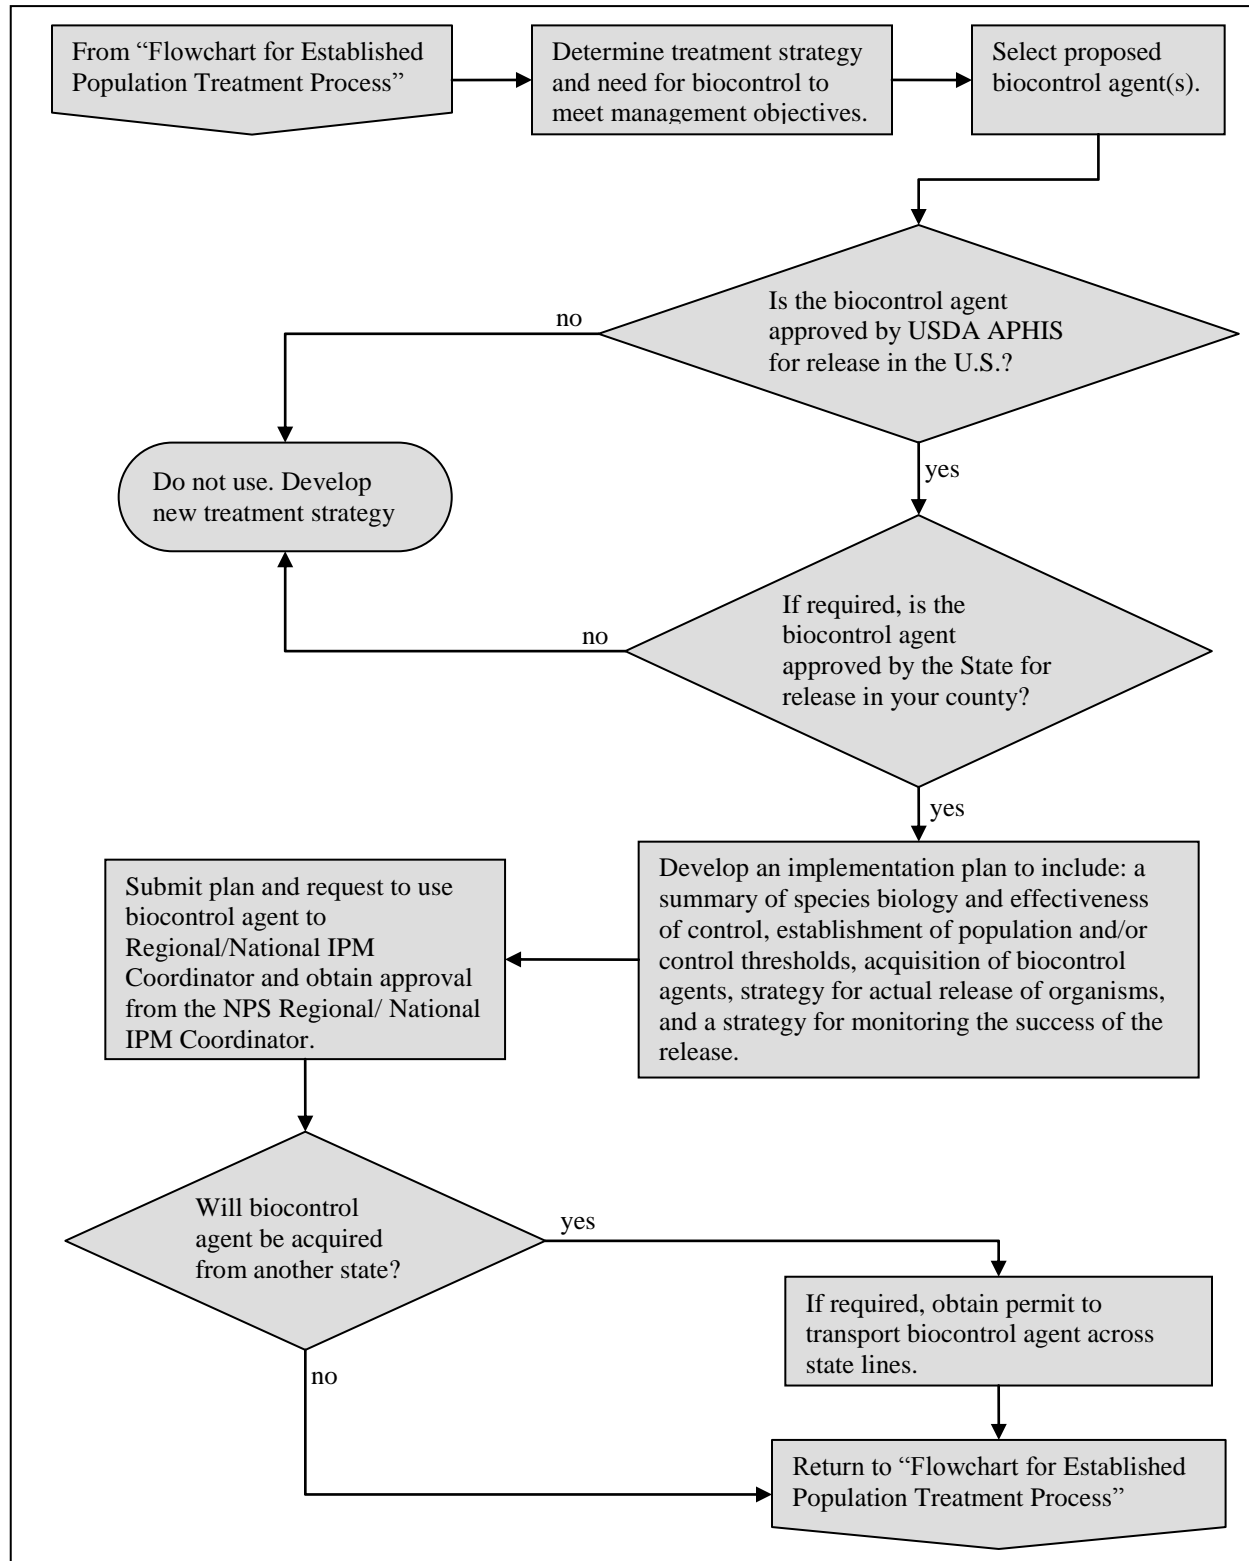 From “Flowchart for Established
Population Treatment Process”
Determine treatment strategy
and need for biocontrol to
meet management objectives.
Select proposed
biocontrol agent(s).
Is the biocontrol agent
approved by USDA APHIS
for release in the U.S.?
no
yes
Do not use. Develop
new treatment strategy
If required, is the
biocontrol agent
approved by the State for
release in your county?
no
yes
Develop an implementation plan to include: a
summary of species biology and effectiveness
of control, establishment of population and/or
control thresholds, acquisition of biocontrol
agents, strategy for actual release of organisms,
and a strategy for monitoring the success of the
release.
Submit plan and request to use
biocontrol agent to
Regional/National IPM
Coordinator and obtain approval
from the NPS Regional/ National
IPM Coordinator.
Will biocontrol
agent be acquired
from another state?
yes
no
If required, obtain permit to
transport biocontrol agent across
state lines.
Return to “Flowchart for Established
Population Treatment Process”